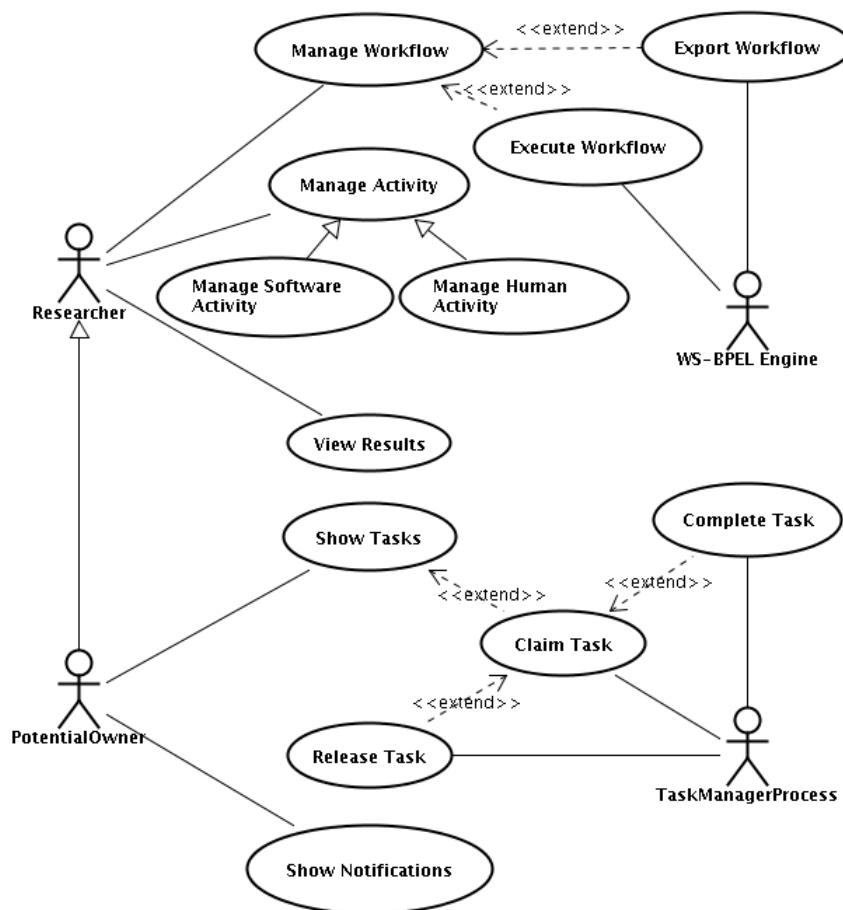 <<extend>>
Manage Workflow
Export Workflow
<<extend>>
Execute Workflow
Manage Activity
Manage Software
Activity
Manage Human
Activity
Researcher
WS-BPEL Engine
View Results
Show Tasks
Complete Task
<<extend>>
<<extend>>
Claim Task
<<extend>>
PotentialOwner
Release Task
TaskManagerProcess
Show Notifications